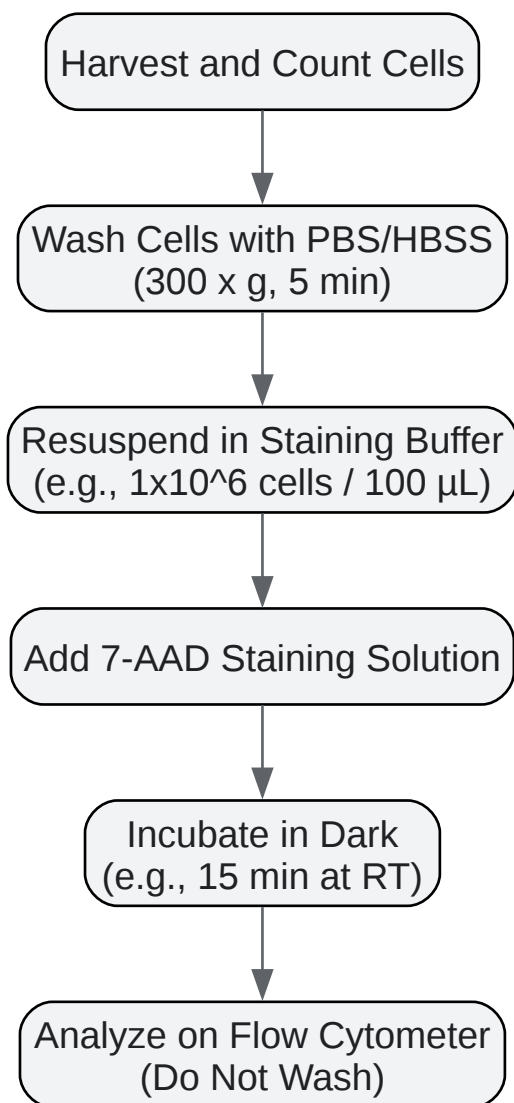 Harvest and Count Cells
Wash Cells with PBS/HBSS
(300 x g, 5 min)
Resuspend in Staining Buffer
(e.g., 1x10^6 cells / 100 µL)
Add 7-AAD Staining Solution
Incubate in Dark
(e.g., 15 min at RT)
Analyze on Flow Cytometer
(Do Not Wash)